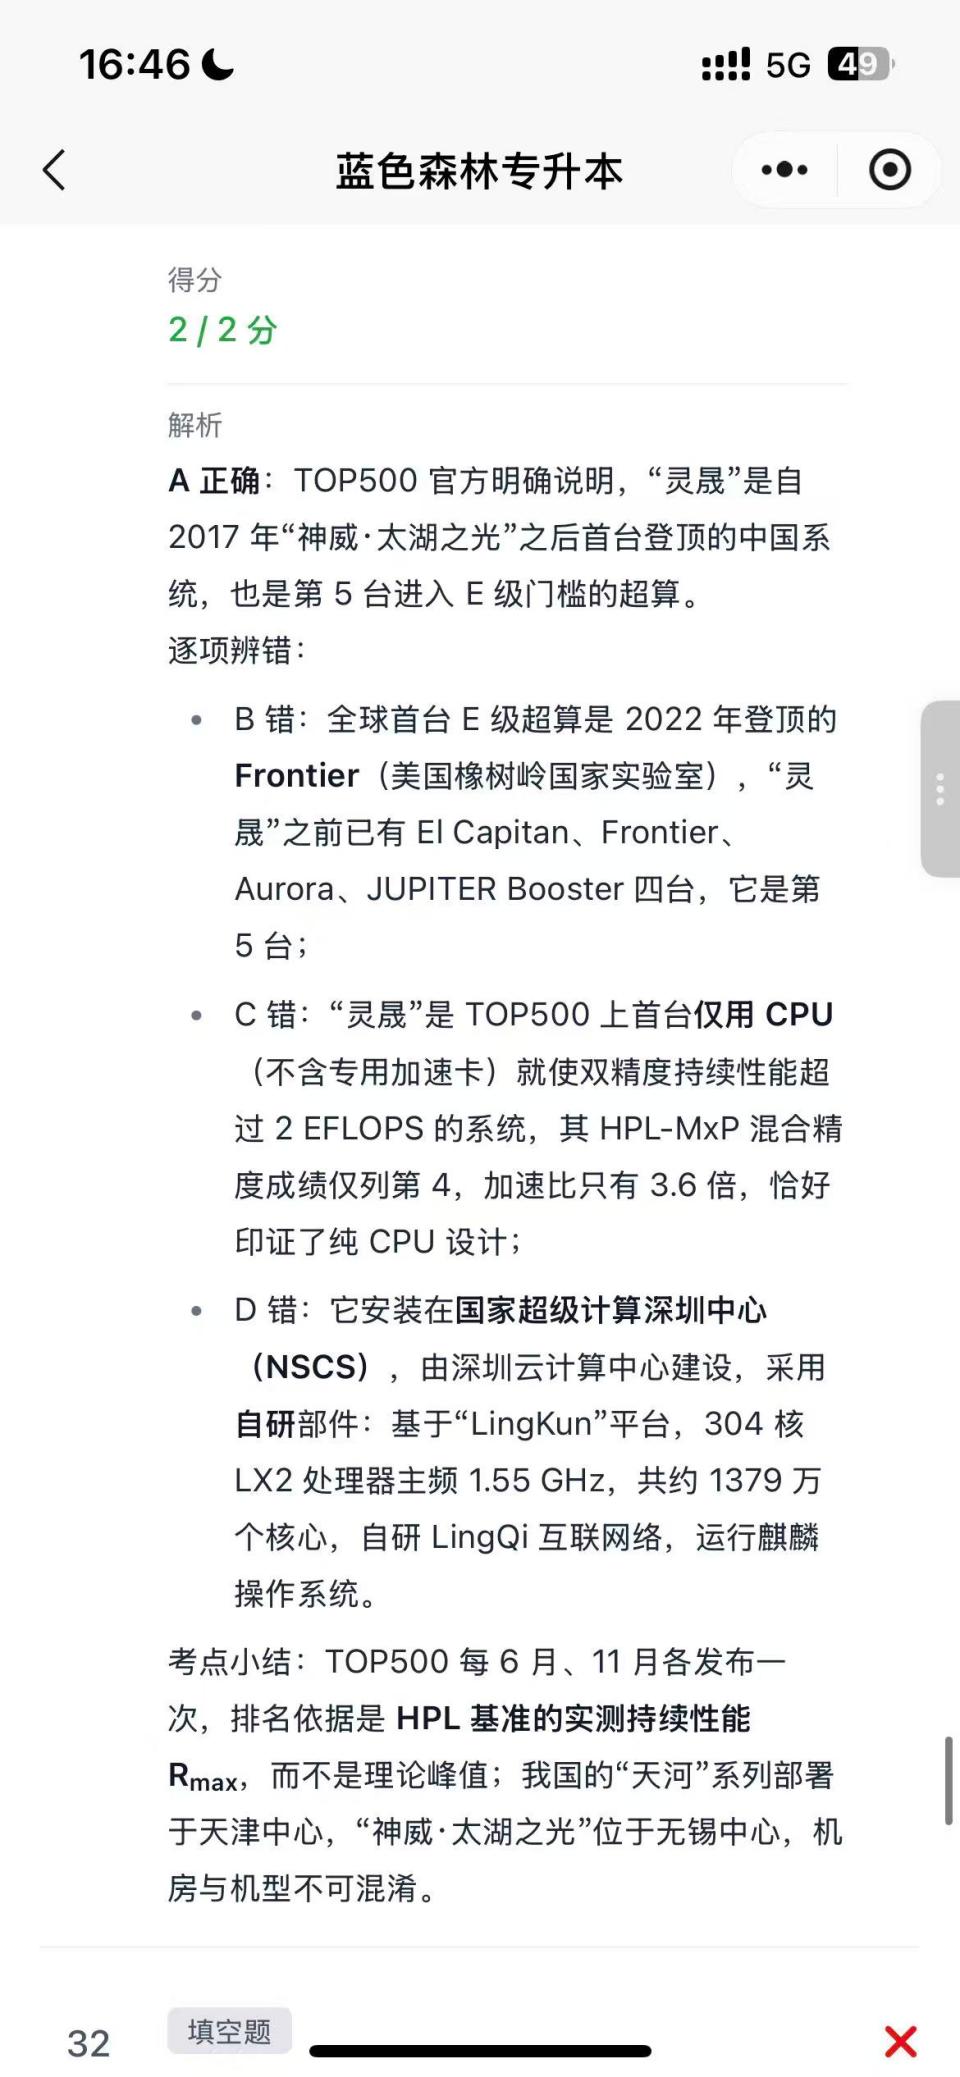 16:46
5G
49
蓝色森林专升本
得分
2 / 2 分
解析
A 正确：TOP500 官方明确说明，“灵晟”是自
2017 年“神威·太湖之光”之后首台登顶的中国系
统，也是第 5 台进入 E 级门槛的超算。
逐项辨错：
• B 错：全球首台 E 级超算是 2022 年登顶的
Frontier（美国橡树岭国家实验室），“灵
晟”之前已有 El Capitan、Frontier、
Aurora、JUPITER Booster 四台，它是第
5 台；
• C 错：“灵晟”是 TOP500 上首台仅用 CPU
（不含专用加速卡）就使双精度持续性能超
过 2 EFLOPS 的系统，其 HPL-MxP 混合精
度成绩仅列第 4，加速比只有 3.6 倍，恰好
印证了纯 CPU 设计；
• D 错：它安装在国家超级计算深圳中心
（NSCS），由深圳云计算中心建设，采用
自研部件：基于“LingKun”平台，304 核
LX2 处理器主频 1.55 GHz，共约 1379 万
个核心，自研 LingQi 互联网络，运行麒麟
操作系统。
考点小结：TOP500 每 6 月、11 月各发布一
次，排名依据是 HPL 基准的实测持续性能
Rmax，而不是理论峰值；我国的“天河”系列部署
于天津中心，“神威·太湖之光”位于无锡中心，机
房与机型不可混淆。
32
填空题